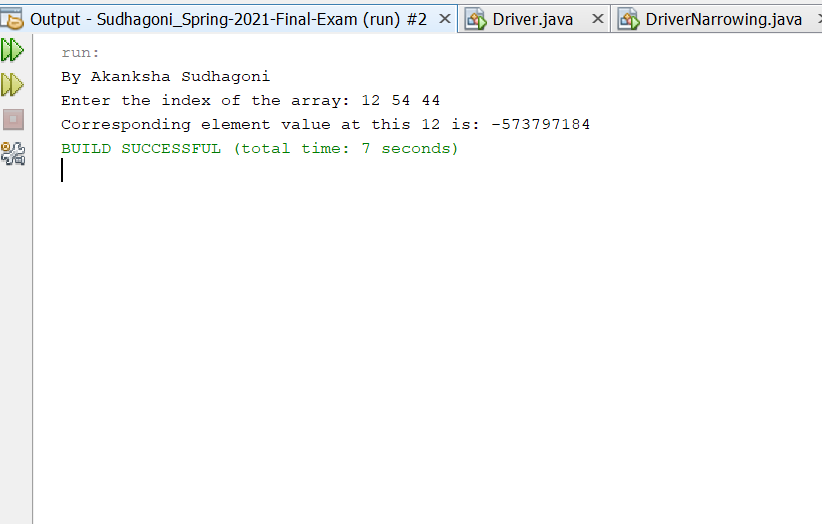 Output - Sudhagoni_Spring-2021-Final-Exam (run) #2 Driver.java DriverNarrowing.java
run:
By Akanksha Sudhagoni
Enter the index of the array: 12 54 44
Corresponding element value at this 12 is: -573797184
BUILD SUCCESSFUL (total time: 7 seconds)